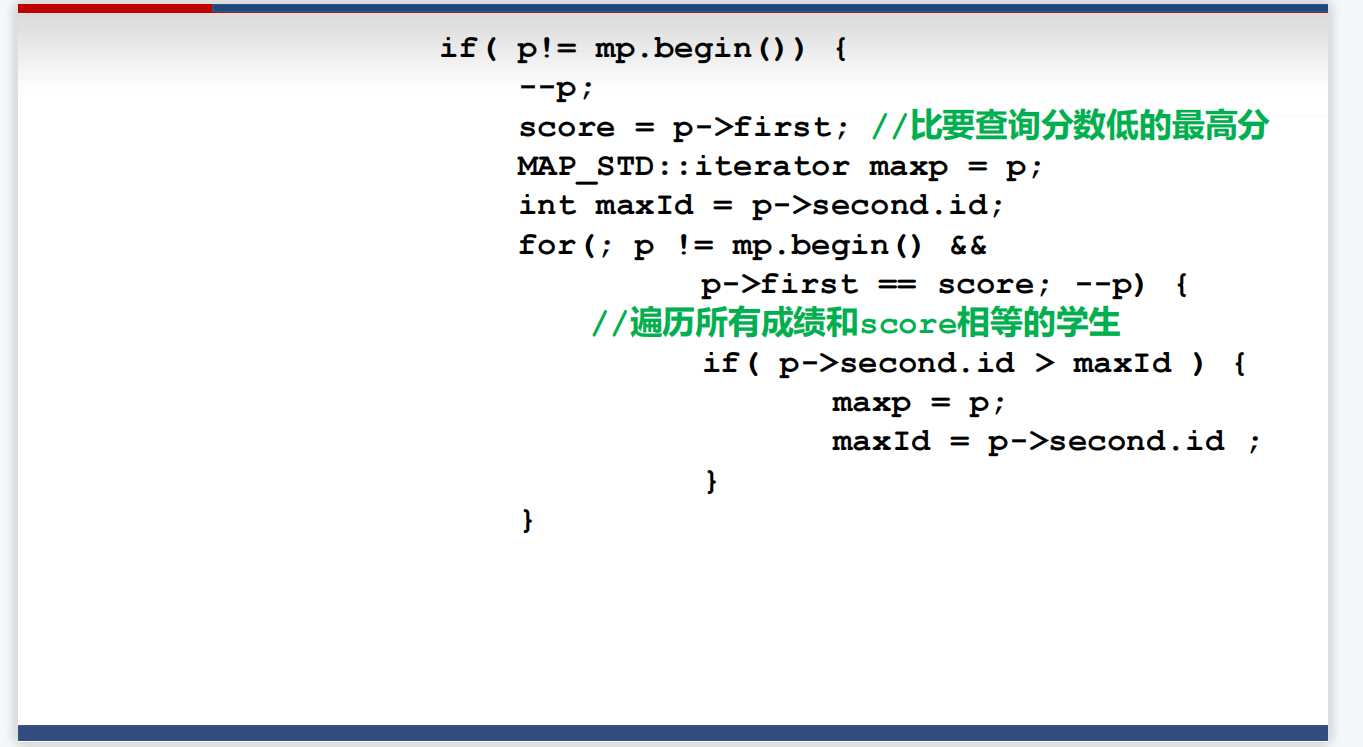 if( p!= mp.begin()) {
--p;
score = p->first; //比要查询分数低的最高分
MAP_STD::iterator maxp = p;
int maxId = p->second.id;
for(; p != mp.begin() &&
p->first == score; --p) {
//遍历所有成绩和score相等的学生
if( p->second.id > maxId ) {
maxp = p;
maxId = p->second.id ;
}
}